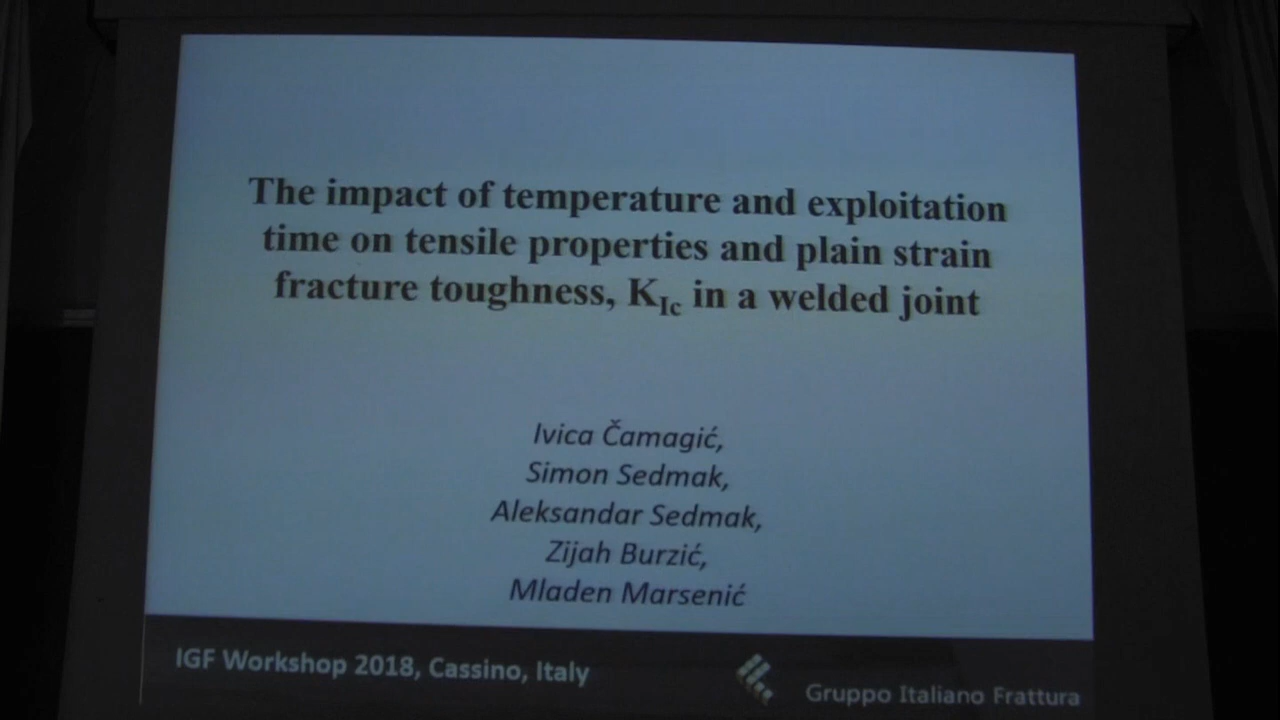 The impact of temperature and exploitation
time on tensile properties and plain strain
fracture toughness, KIc in a welded joint
Ivica Čamagić,
Simon Sedmak,
Aleksandar Sedmak,
Zijah Burzić,
Mladen Marsenić
IGF Workshop 2018, Cassino, Italy
Gruppo Italiano Frattura